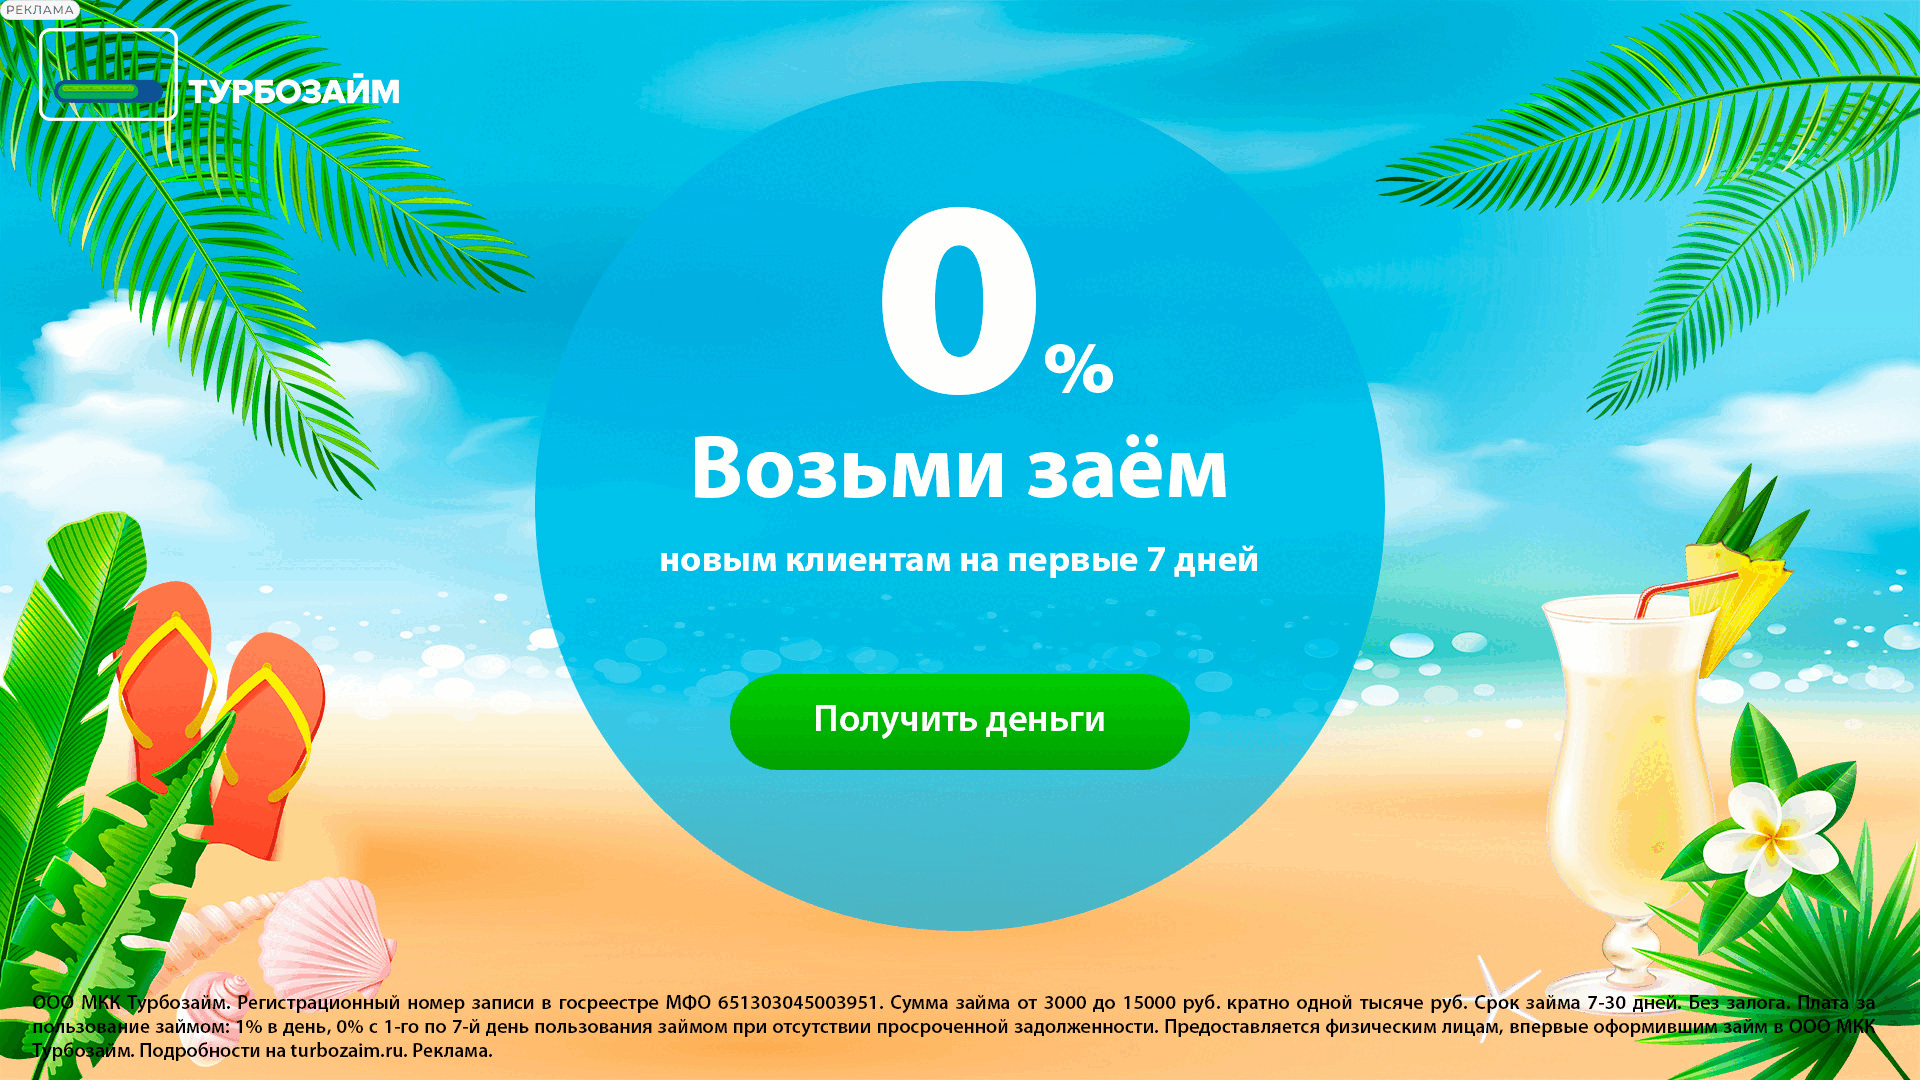 РЕКЛАМА
ТУРБОЗАЙМ
0%
Возьми заём
новым клиентам на первые 7 дней
Получить деньги
ООО МКК Турбозайм. Регистрационный номер записи в госреестре МФО 651303045003951. Сумма займа от 3000 до 15000 руб. кратно одной тысяче руб. Срок займа 7-30 дней. Без залога. Плата за
пользование займом: 1% в день, 0% с 1-го по 7-й день пользования займом при отсутствии просроченной задолженности. Предоставляется физическим лицам, впервые оформившим займ в ООО МКК
Турбозайм. Подробности на turbozaim.ru. Реклама.